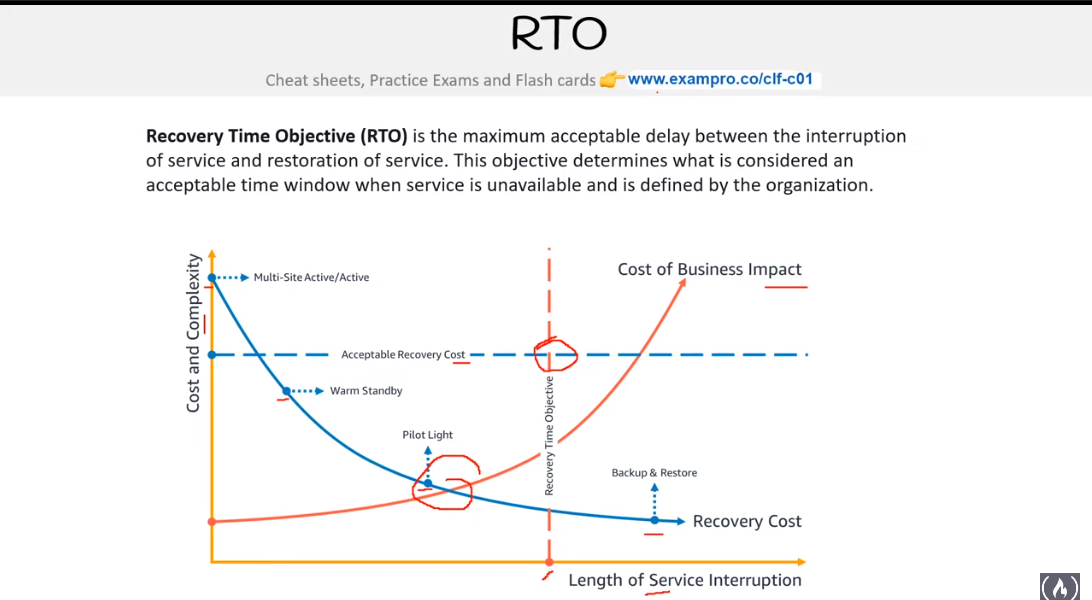 RTO
Cheat sheets, Practice Exams and Flash cards 👉 www.exampro.co/clf-c01
Recovery Time Objective (RTO) is the maximum acceptable delay between the interruption
of service and restoration of service. This objective determines what is considered an
acceptable time window when service is unavailable and is defined by the organization.
Cost and Complexity
Multi-Site Active/Active
Cost of Business Impact
Acceptable Recovery Cost
Warm Standby
Pilot Light
Recovery Time Objective
Backup & Restore
Recovery Cost
Length of Service Interruption